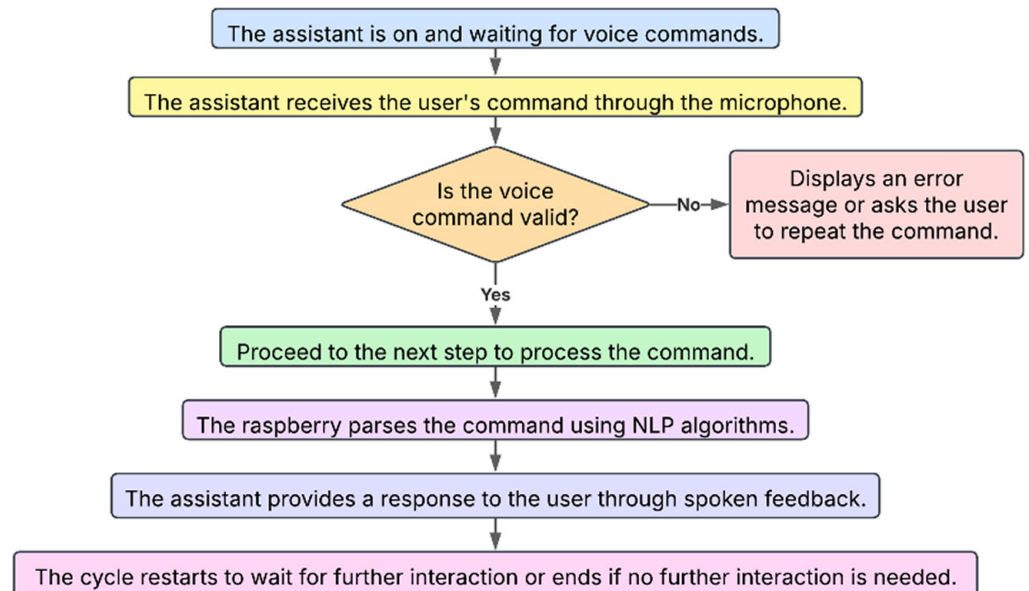 The assistant is on and waiting for voice commands.
The assistant receives the user's command through the microphone.
Is the voice
command valid?
No
Displays an error
message or asks the user
to repeat the command.
Yes
Proceed to the next step to process the command.
The raspberry parses the command using NLP algorithms.
The assistant provides a response to the user through spoken feedback.
The cycle restarts to wait for further interaction or ends if no further interaction is needed.